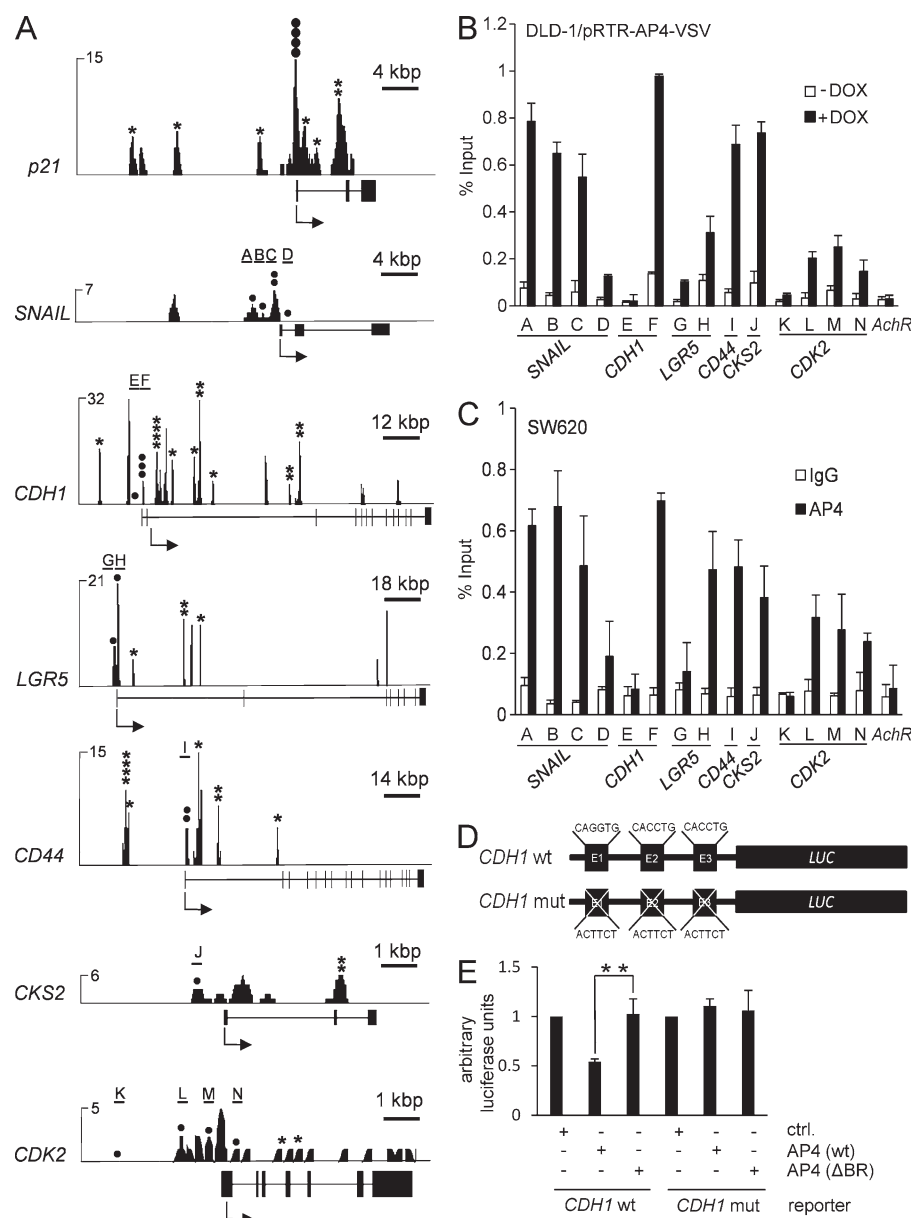 A
15
4 kbp
p21
4 kbp
A B C D
7
SNAIL
E F
32
12 kbp
CDH1
G H
21
18 kbp
LGR5
I
15
14 kbp
CD44
J
6
1 kbp
CKS2
K L M N
5
1 kbp
CDK2
B
DLD-1/pRTR-AP4-VSV
-DOX
+DOX
% Input
1.2
1
0.8
0.6
0.4
0.2
0
A B C D E F G H I J K L M N AchR
SNAIL CDH1 LGR5 CD44 CKS2 CDK2
C
SW620
IgG
AP4
% Input
1
0.8
0.6
0.4
0.2
0
A B C D E F G H I J K L M N AchR
SNAIL CDH1 LGR5 CD44 CKS2 CDK2
D
CAGGTG CACCTG CACCTG
CDH1 wt E1 E2 E3 LUC
CDH1 mut E1 E2 E3 LUC
ACTTCT ACTTCT ACTTCT
E
arbitrary
luciferase units
1.5
1
0.5
0
**
+ - - + - - ctrl.
- + - - + - AP4 (wt)
- - + - - + AP4 (ΔBR)
CDH1 wt CDH1 mut reporter